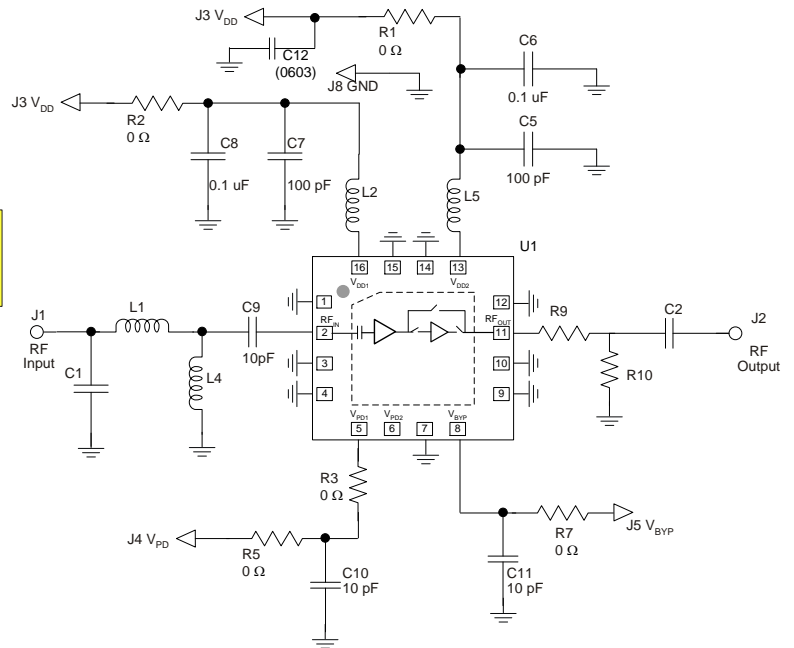 J3 VDD
R1
0 Ω
C12
(0603)
J8 GND
C6
0.1 uF
J3 VDD
R2
0 Ω
C8
0.1 uF
C7
100 pF
C5
100 pF
L2
L5
U1
16
15
14
13
VDD1
VDD2
J1
RF
Input
L1
C9
10pF
C1
L4
1
2
RFIN
3
4
12
11
RFOUT
10
9
R9
C2
J2
RF
Output
R10
VPD1
VPD2
VBYP
5
6
7
8
R3
0 Ω
J4 VPD
R5
0 Ω
C10
10 pF
R7
0 Ω
J5 VBYP
C11
10 pF